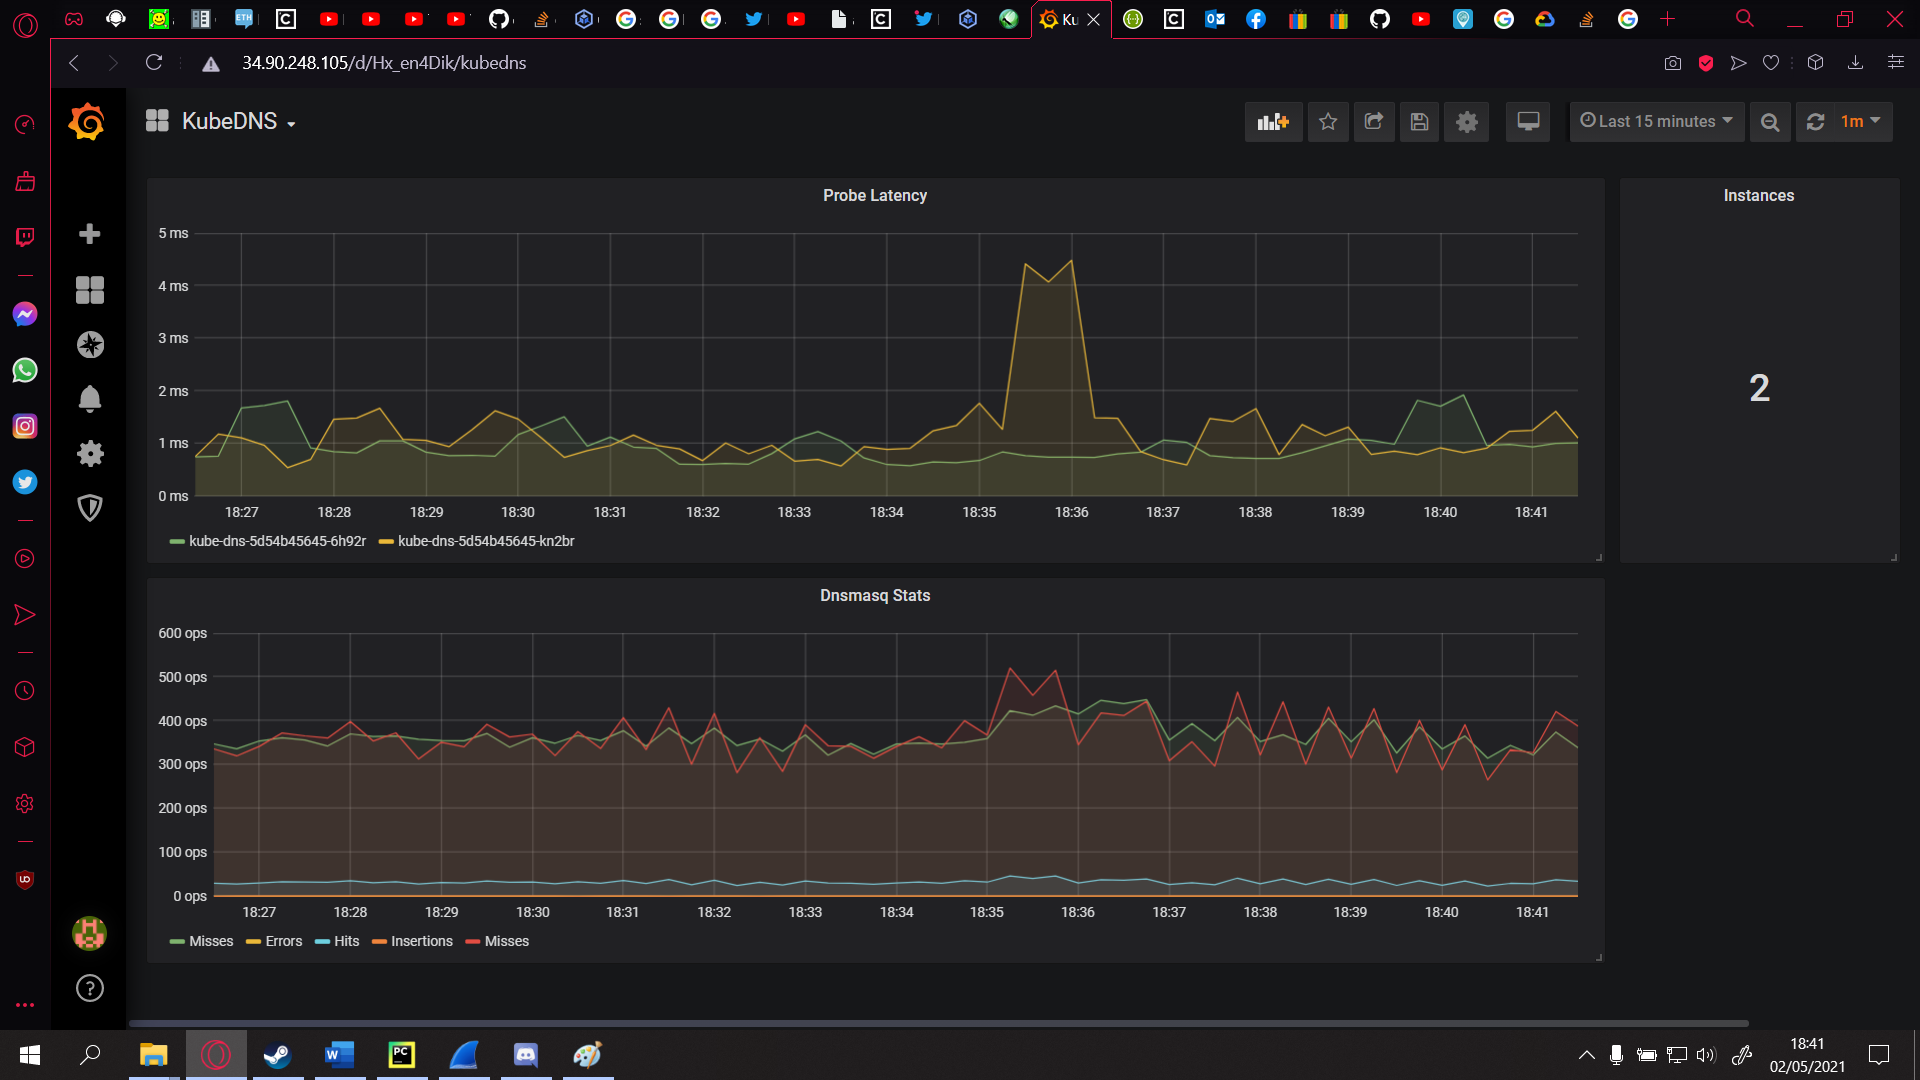 Ku
34.90.248.105/d/Hx_en4Dik/kubedns
KubeDNS
Last 15 minutes
1m
Probe Latency
5 ms
4 ms
3 ms
2 ms
1 ms
0 ms
18:27 18:28 18:29 18:30 18:31 18:32 18:33 18:34 18:35 18:36 18:37 18:38 18:39 18:40 18:41
kube-dns-5d54b45645-6h92r kube-dns-5d54b45645-kn2br
Instances
2
Dnsmasq Stats
600 ops
500 ops
400 ops
300 ops
200 ops
100 ops
0 ops
18:27 18:28 18:29 18:30 18:31 18:32 18:33 18:34 18:35 18:36 18:37 18:38 18:39 18:40 18:41
Misses Errors Hits Insertions Misses
18:41
02/05/2021